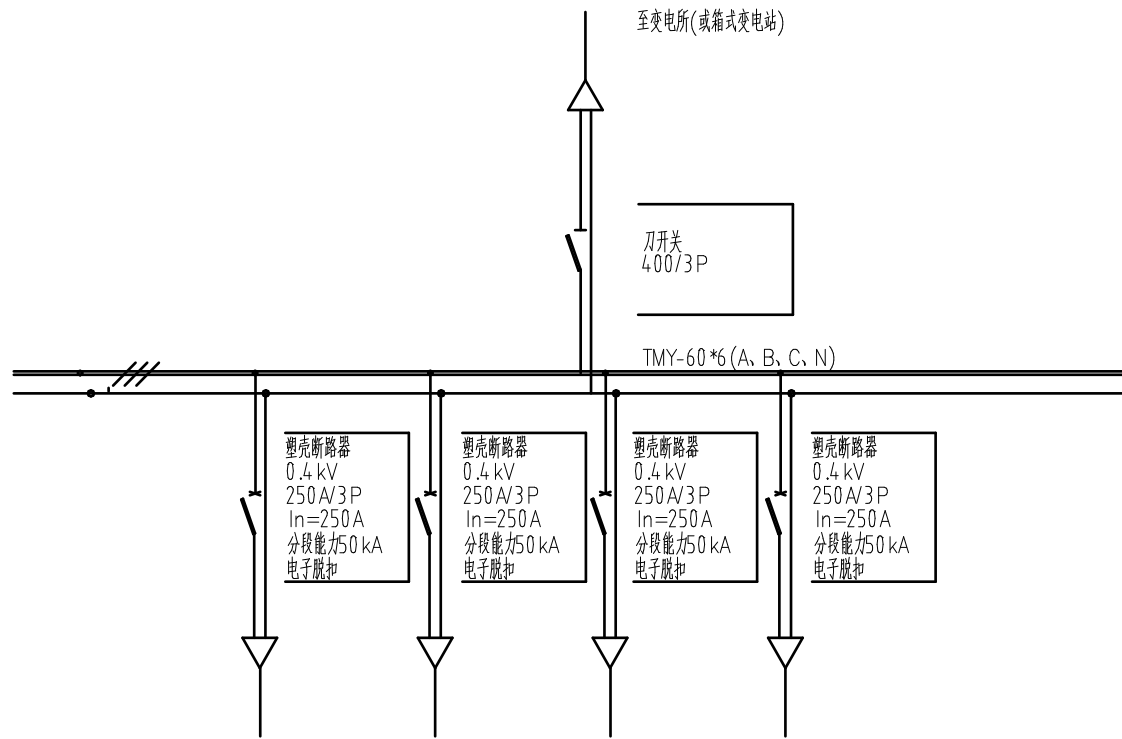 至变电所(或箱式变电站)
刀开关
400/3P
TMY-60*6(A、B、C、N)
塑壳断路器
0.4kV
250A/3P
In=250A
分段能力50kA
电子脱扣
塑壳断路器
0.4kV
250A/3P
In=250A
分段能力50kA
电子脱扣
塑壳断路器
0.4kV
250A/3P
In=250A
分段能力50kA
电子脱扣
塑壳断路器
0.4kV
250A/3P
In=250A
分段能力50kA
电子脱扣